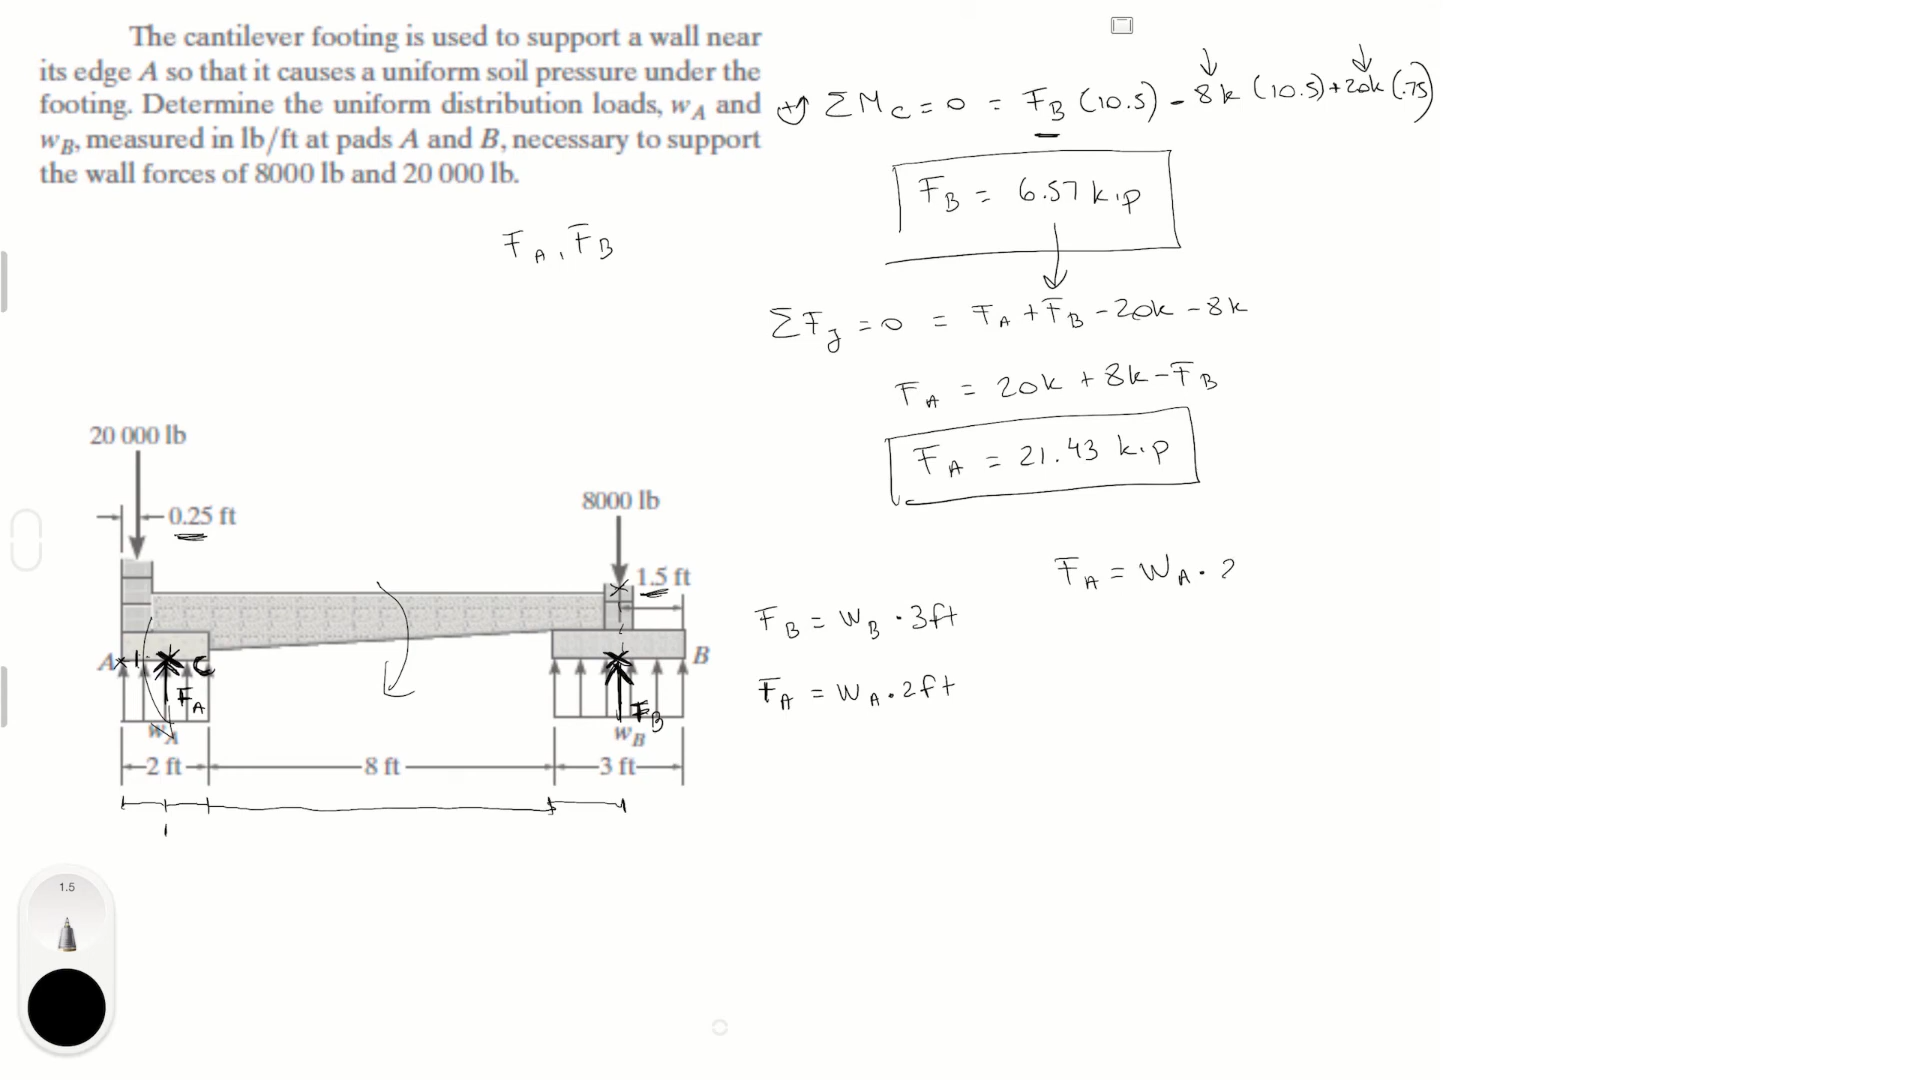 The cantilever footing is used to support a wall near
its edge A so that it causes a uniform soil pressure under the
footing. Determine the uniform distribution loads, w_A and
w_B, measured in lb/ft at pads A and B, necessary to support
the wall forces of 8000 lb and 20 000 lb.
F_A, F_B
ΣM_C = 0 = F_B (10.5) - 8k (10.5) + 20k (.75)
F_B = 6.57 kip
ΣF_y = 0 = F_A + F_B - 20k - 8k
F_A = 20k + 8k - F_B
F_A = 21.43 kip
F_A = W_A · 2
F_B = W_B · 3ft
F_A = W_A · 2ft
20 000 lb
0.25 ft
8000 lb
1.5 ft
A
C
B
F_A
F_B
w_A
w_B
2 ft
8 ft
3 ft
1
1.5